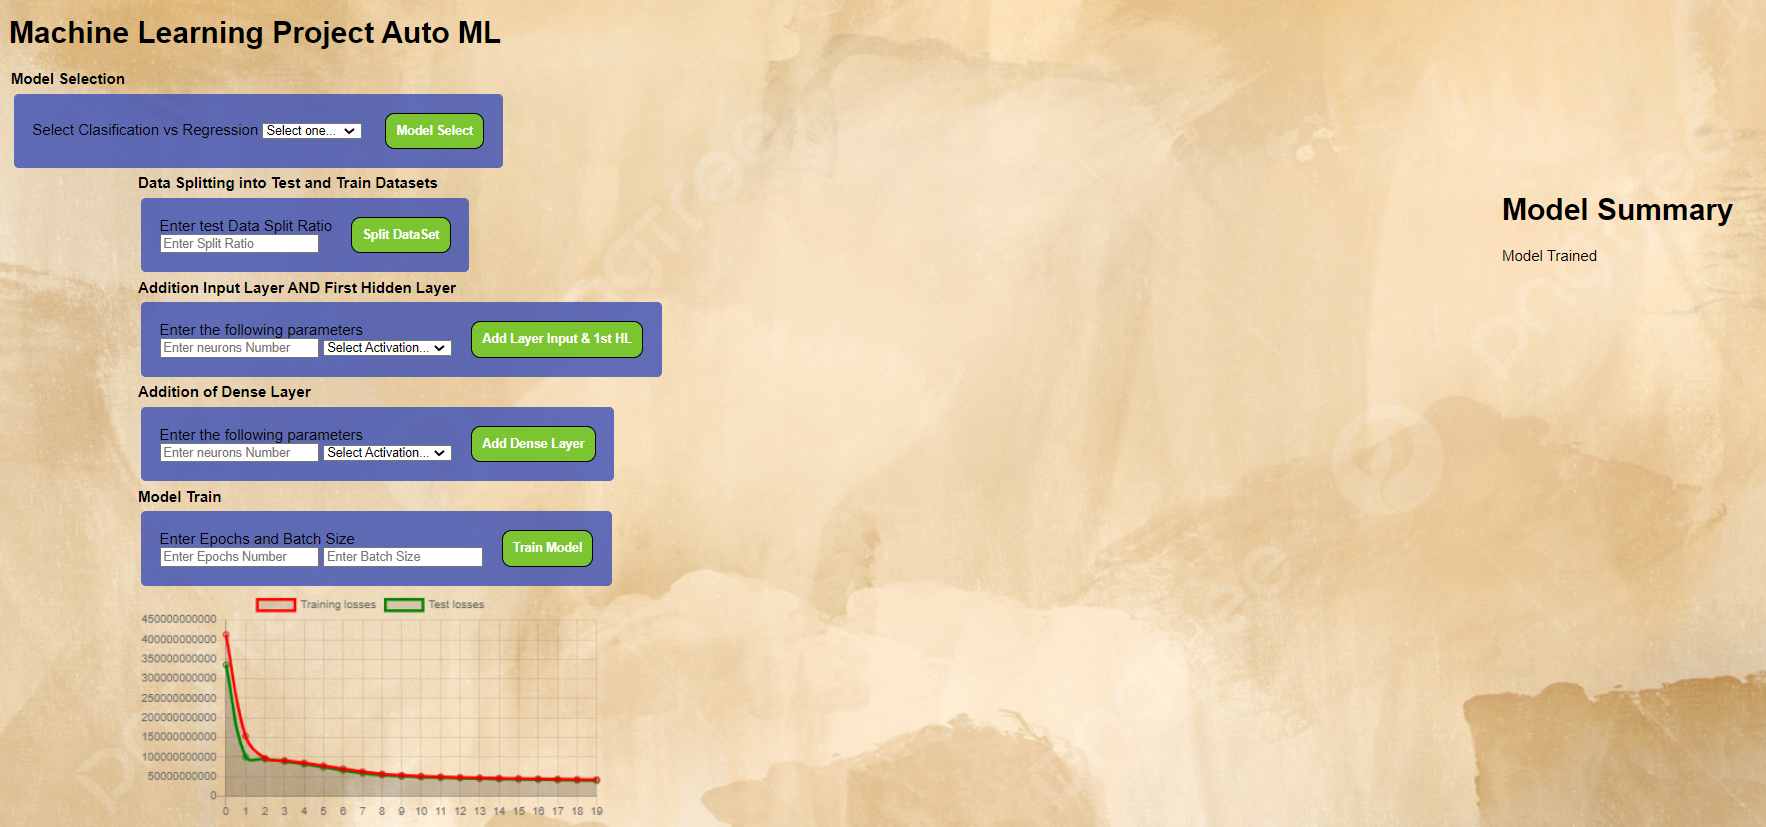 Machine Learning Project Auto ML
Model Selection
Select Clasification vs Regression Select one... Model Select
Data Splitting into Test and Train Datasets
Enter test Data Split Ratio
Enter Split Ratio
Split DataSet
Addition Input Layer AND First Hidden Layer
Enter the following parameters
Enter neurons Number Select Activation...
Add Layer Input & 1st HL
Addition of Dense Layer
Enter the following parameters
Enter neurons Number Select Activation...
Add Dense Layer
Model Train
Enter Epochs and Batch Size
Enter Epochs Number Enter Batch Size
Train Model
Training losses Test losses
450000000000
400000000000
350000000000
300000000000
250000000000
200000000000
150000000000
100000000000
50000000000
0
0 1 2 3 4 5 6 7 8 9 10 11 12 13 14 15 16 17 18 19
Model Summary
Model Trained
pngtree
pngtree
pngtree